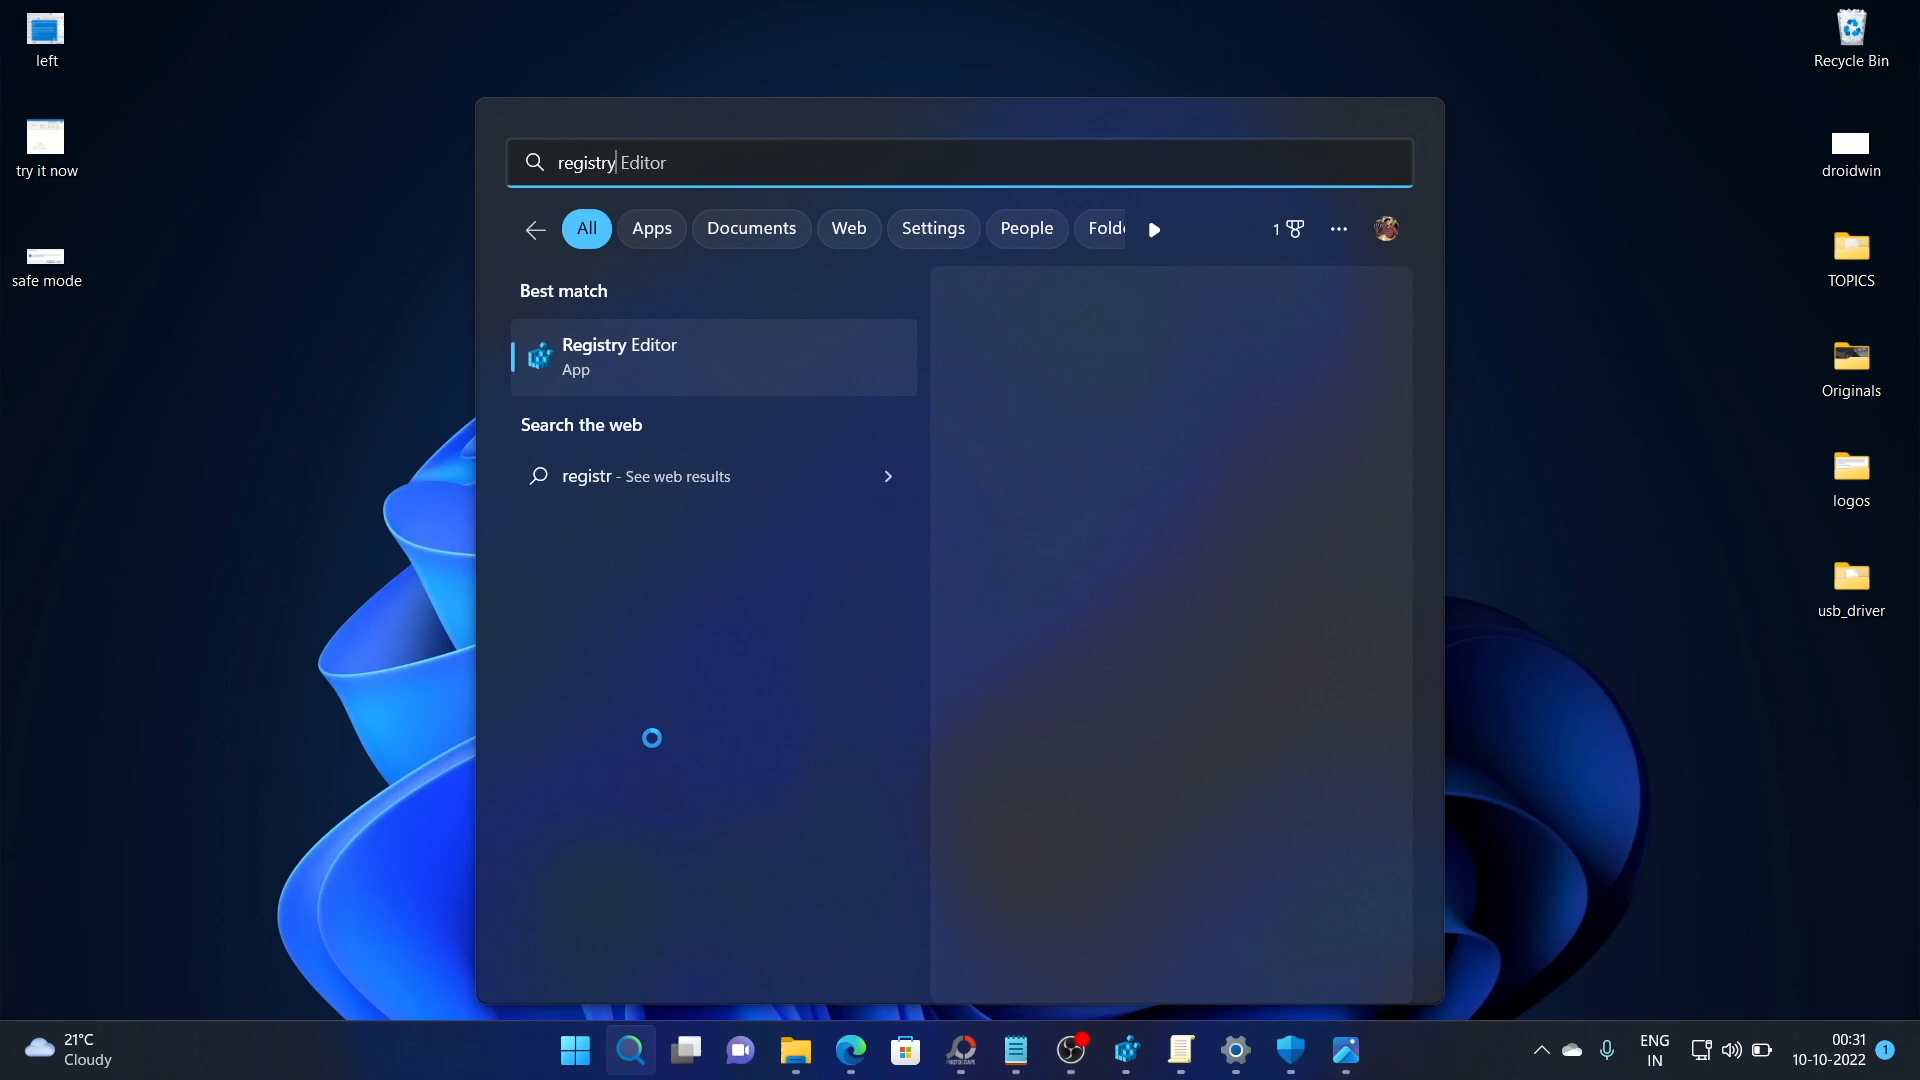 left
try it now
safe mode
Recycle Bin
droidwin
TOPICS
Originals
logos
usb_driver
registry Editor
All
Apps
Documents
Web
Settings
People
Folde
1
Best match
Registry Editor
App
Search the web
registr - See web results
21°C
Cloudy
PHOTOSCAPE
ENG
IN
00:31
10-10-2022
1